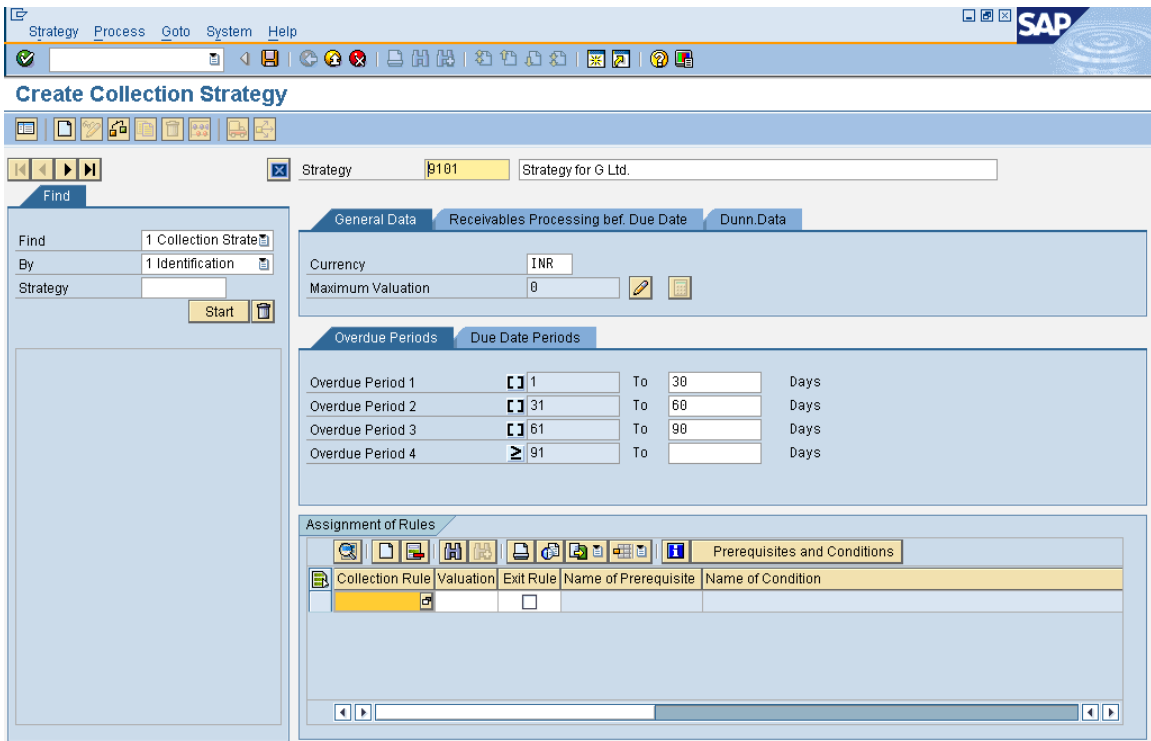 Strategy Process Goto System Help
SAP
Create Collection Strategy
Strategy 9101 Strategy for G Ltd.
Find
General Data Receivables Processing bef. Due Date Dunn.Data
Find 1 Collection Strate
By 1 Identification
Strategy
Start
Currency INR
Maximum Valuation 0
Overdue Periods Due Date Periods
Overdue Period 1 1 To 30 Days
Overdue Period 2 31 To 60 Days
Overdue Period 3 61 To 90 Days
Overdue Period 4 ≥ 91 To Days
Assignment of Rules
Prerequisites and Conditions
Collection Rule Valuation Exit Rule Name of Prerequisite Name of Condition